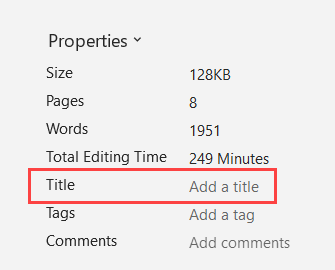 Properties
Size 128KB
Pages 8
Words 1951
Total Editing Time 249 Minutes
Title Add a title
Tags Add a tag
Comments Add comments